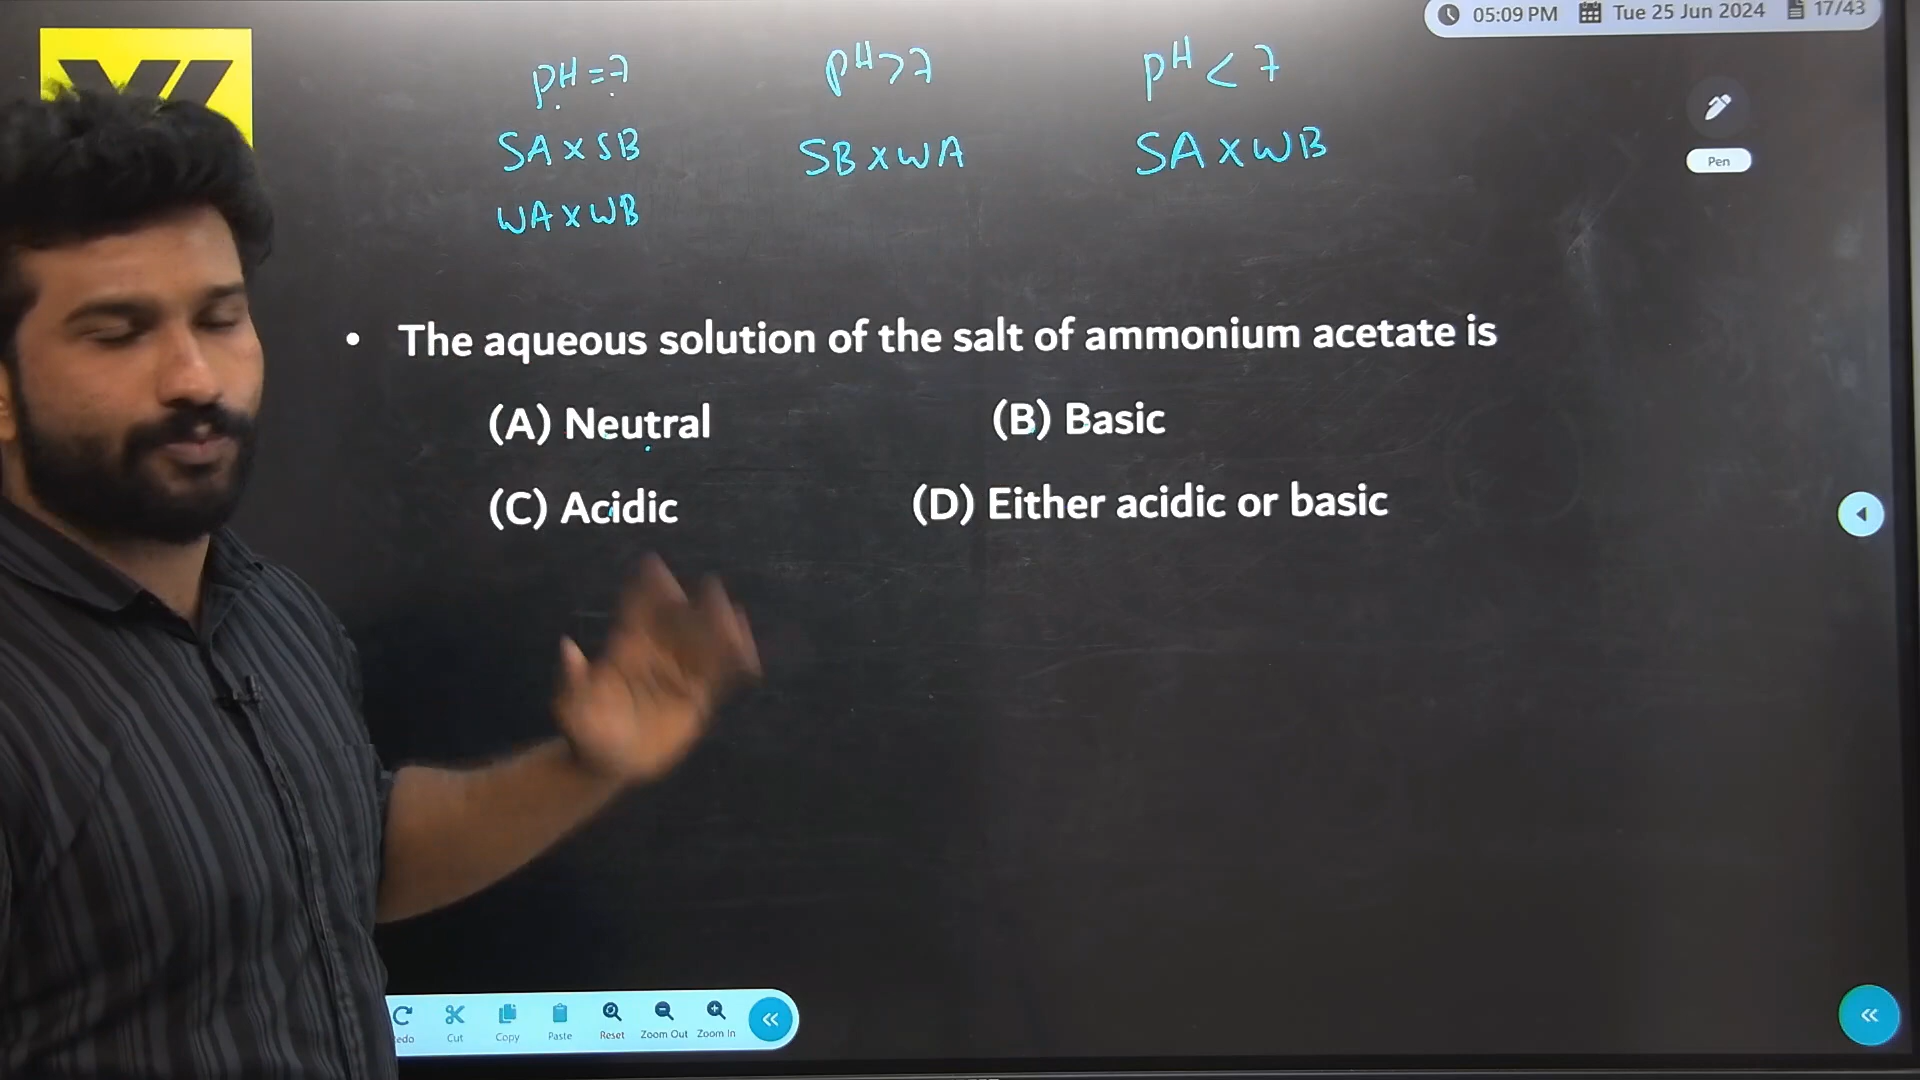 05:09 PM Tue 25 Jun 2024 17/43
pH = 7 pH > 7 pH < 7
SA x SB SB x WA SA x WB
WA x WB
Pen
• The aqueous solution of the salt of ammonium acetate is
(A) Neutral (B) Basic
(C) Acidic (D) Either acidic or basic
edo Cut Copy Paste Reset Zoom Out Zoom In